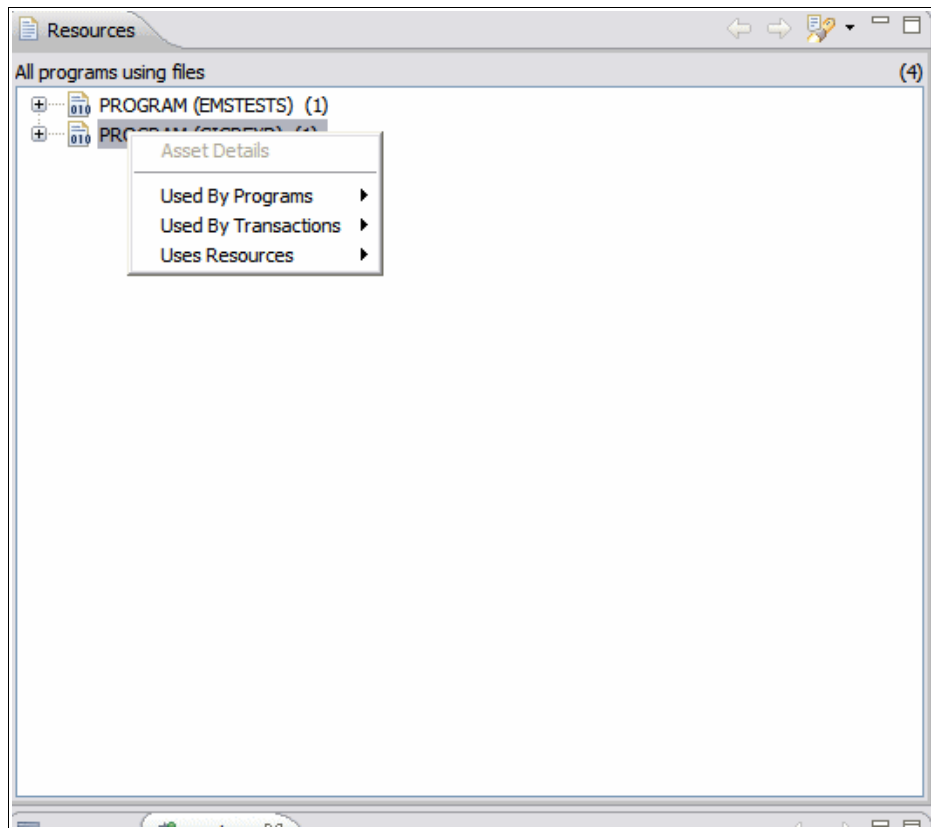 Resources
All programs using files (4)
PROGRAM (EMSTESTS) (1)
Asset Details
Used By Programs
Used By Transactions
Uses Resources